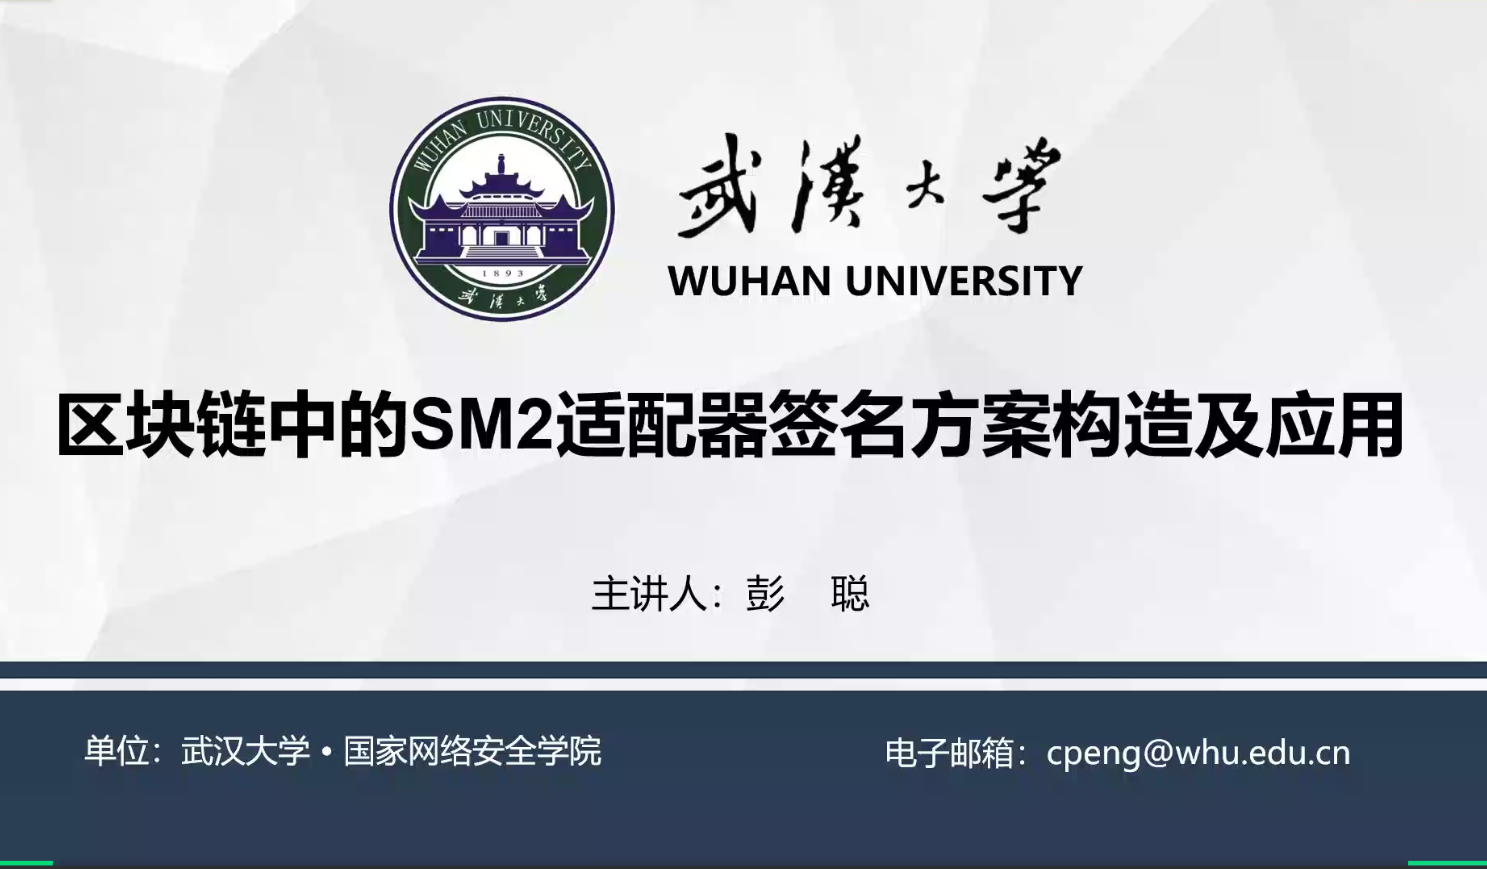 WUHAN UNIVERSITY
1893
武漢大學
武漢大學
WUHAN UNIVERSITY
区块链中的SM2适配器签名方案构造及应用
主讲人：彭 聪
单位：武汉大学·国家网络安全学院
电子邮箱：cpeng@whu.edu.cn